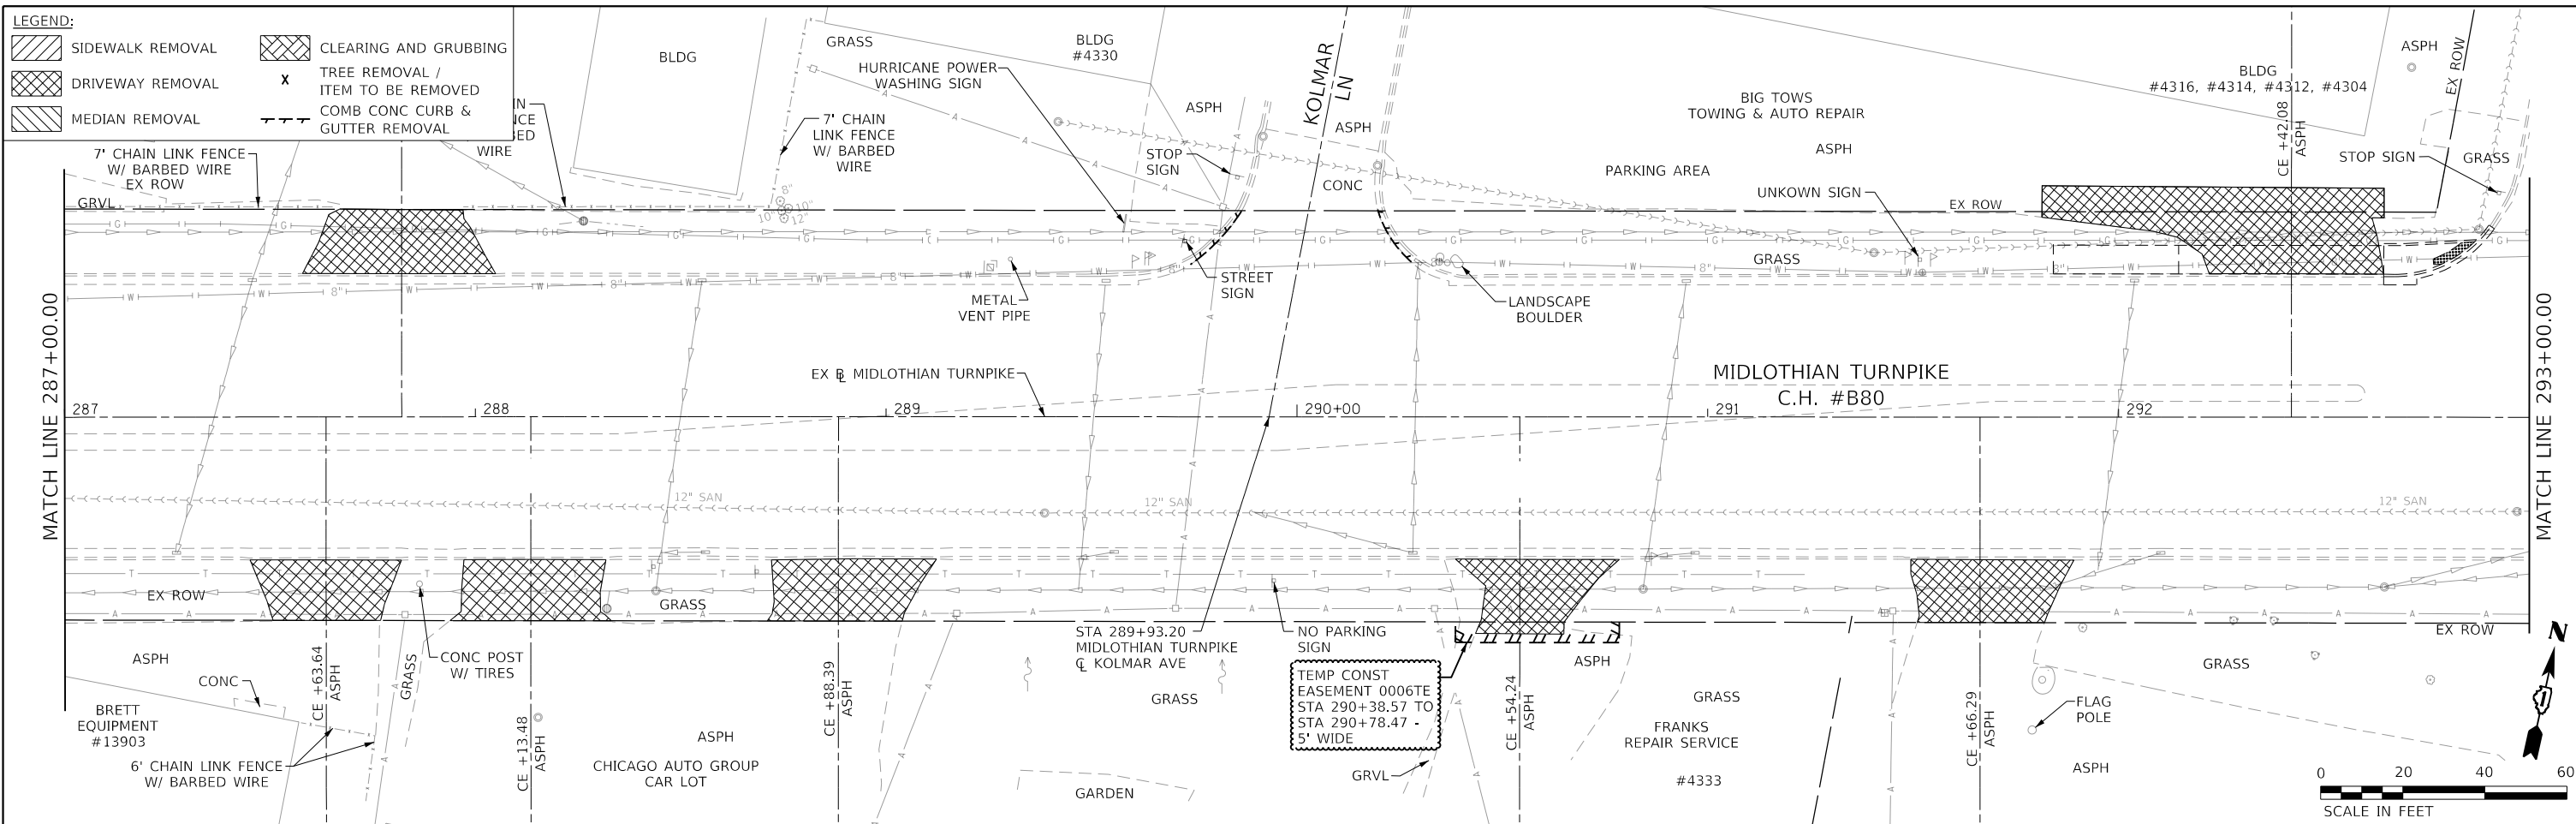 LEGEND:
SIDEWALK REMOVAL
DRIVEWAY REMOVAL
MEDIAN REMOVAL
CLEARING AND GRUBBING
X
TREE REMOVAL /
ITEM TO BE REMOVED
COMB CONC CURB &
GUTTER REMOVAL
7' CHAIN LINK FENCE
W/ BARBED WIRE
EX ROW
GRVL
WIRE
BLDG
GRASS
7' CHAIN
LINK FENCE
W/ BARBED
WIRE
8"
10"
10"
12"
HURRICANE POWER
WASHING SIGN
BLDG
#4330
ASPH
STOP
SIGN
KOLMAR
LN
ASPH
CONC
STREET
SIGN
METAL
VENT PIPE
BIG TOWS
TOWING & AUTO REPAIR
ASPH
PARKING AREA
UNKOWN SIGN
EX ROW
GRASS
LANDSCAPE
BOULDER
BLDG
#4316, #4314, #4312, #4304
CE +42.08
ASPH
ASPH
EX ROW
STOP SIGN
GRASS
MATCH LINE 287+00.00
MATCH LINE 293+00.00
EX B MIDLOTHIAN TURNPIKE
MIDLOTHIAN TURNPIKE
C.H. #B80
287
288
289
290+00
291
292
12" SAN
12" SAN
12" SAN
EX ROW
GRASS
ASPH
CONC
BRETT
EQUIPMENT
#13903
6' CHAIN LINK FENCE
W/ BARBED WIRE
CE +63.64
ASPH
GRASS
CONC POST
W/ TIRES
CE +13.48
ASPH
ASPH
CHICAGO AUTO GROUP
CAR LOT
CE +88.39
ASPH
GARDEN
STA 289+93.20
MIDLOTHIAN TURNPIKE
℄ KOLMAR AVE
GRASS
NO PARKING
SIGN
TEMP CONST
EASEMENT 0006TE
STA 290+38.57 TO
STA 290+78.47 -
5' WIDE
GRVL
CE +54.24
ASPH
ASPH
GRASS
FRANKS
REPAIR SERVICE
#4333
CE +66.29
ASPH
FLAG
POLE
ASPH
GRASS
EX ROW
N
0 20 40 60
SCALE IN FEET